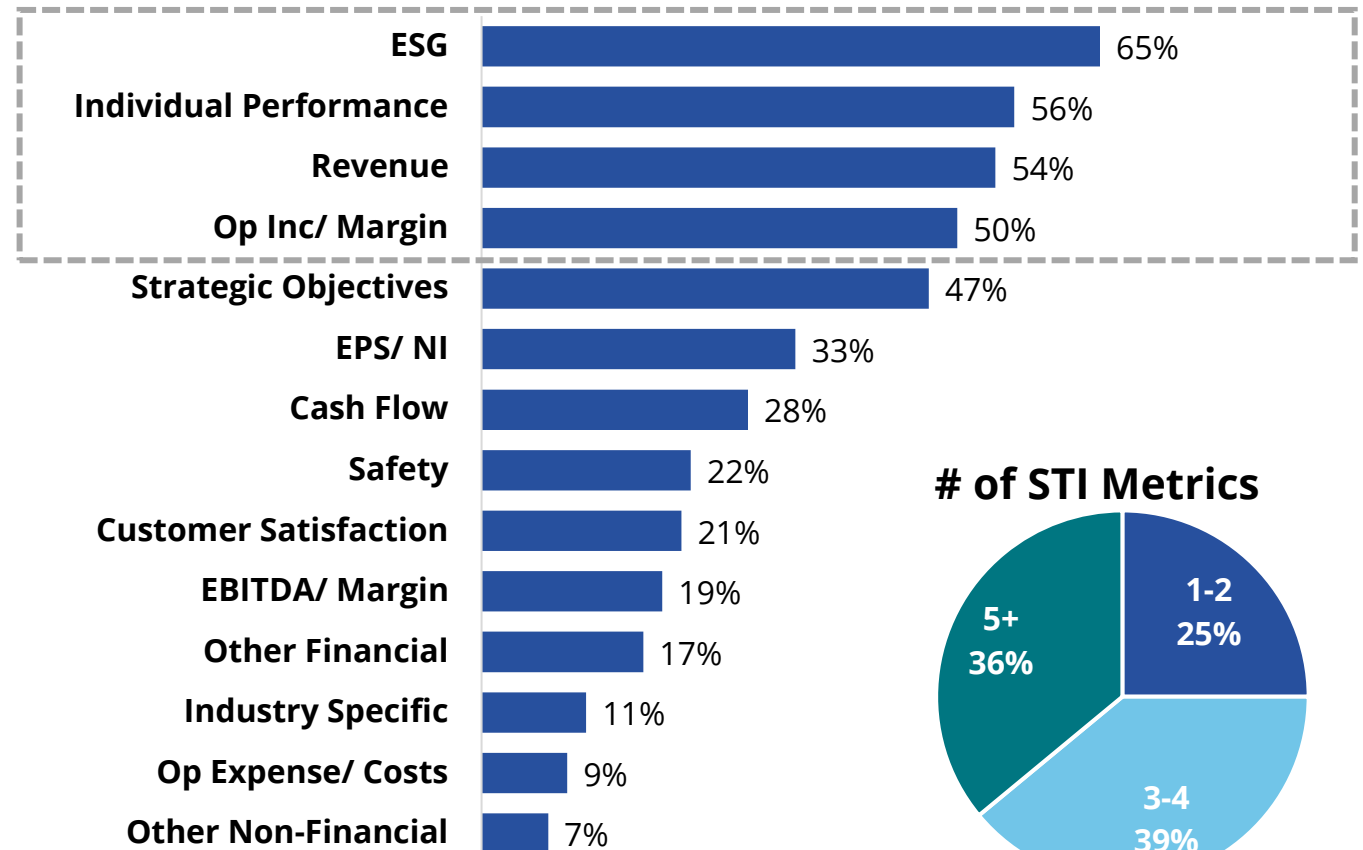 ESG 65%
Individual Performance 56%
Revenue 54%
Op Inc/ Margin 50%
Strategic Objectives 47%
EPS/ NI 33%
Cash Flow 28%
Safety 22%
Customer Satisfaction 21%
EBITDA/ Margin 19%
Other Financial 17%
Industry Specific 11%
Op Expense/ Costs 9%
Other Non-Financial 7%
# of STI Metrics
1-2
25%
5+
36%
3-4
39%